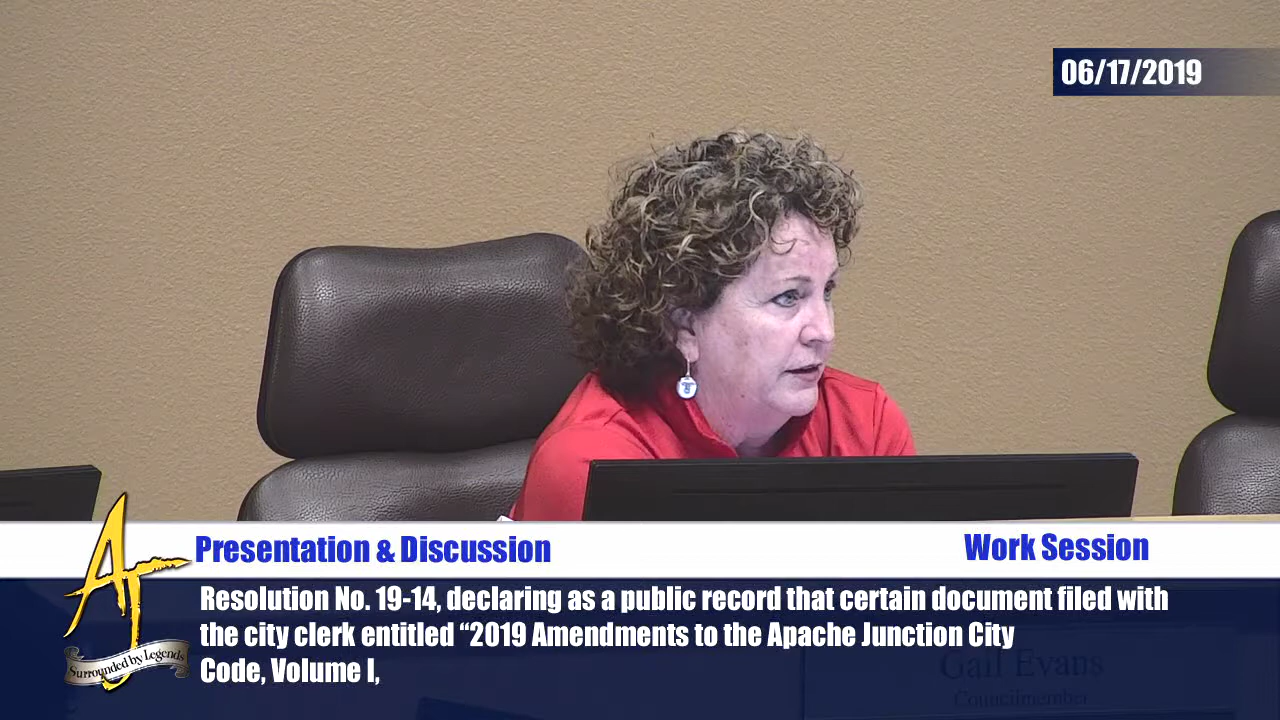 06/17/2019
AJ
Surrounded by Legends
Presentation & Discussion
Work Session
Resolution No. 19-14, declaring as a public record that certain document filed with
the city clerk entitled “2019 Amendments to the Apache Junction City
Code, Volume I,
Gail Evans
Councilmember